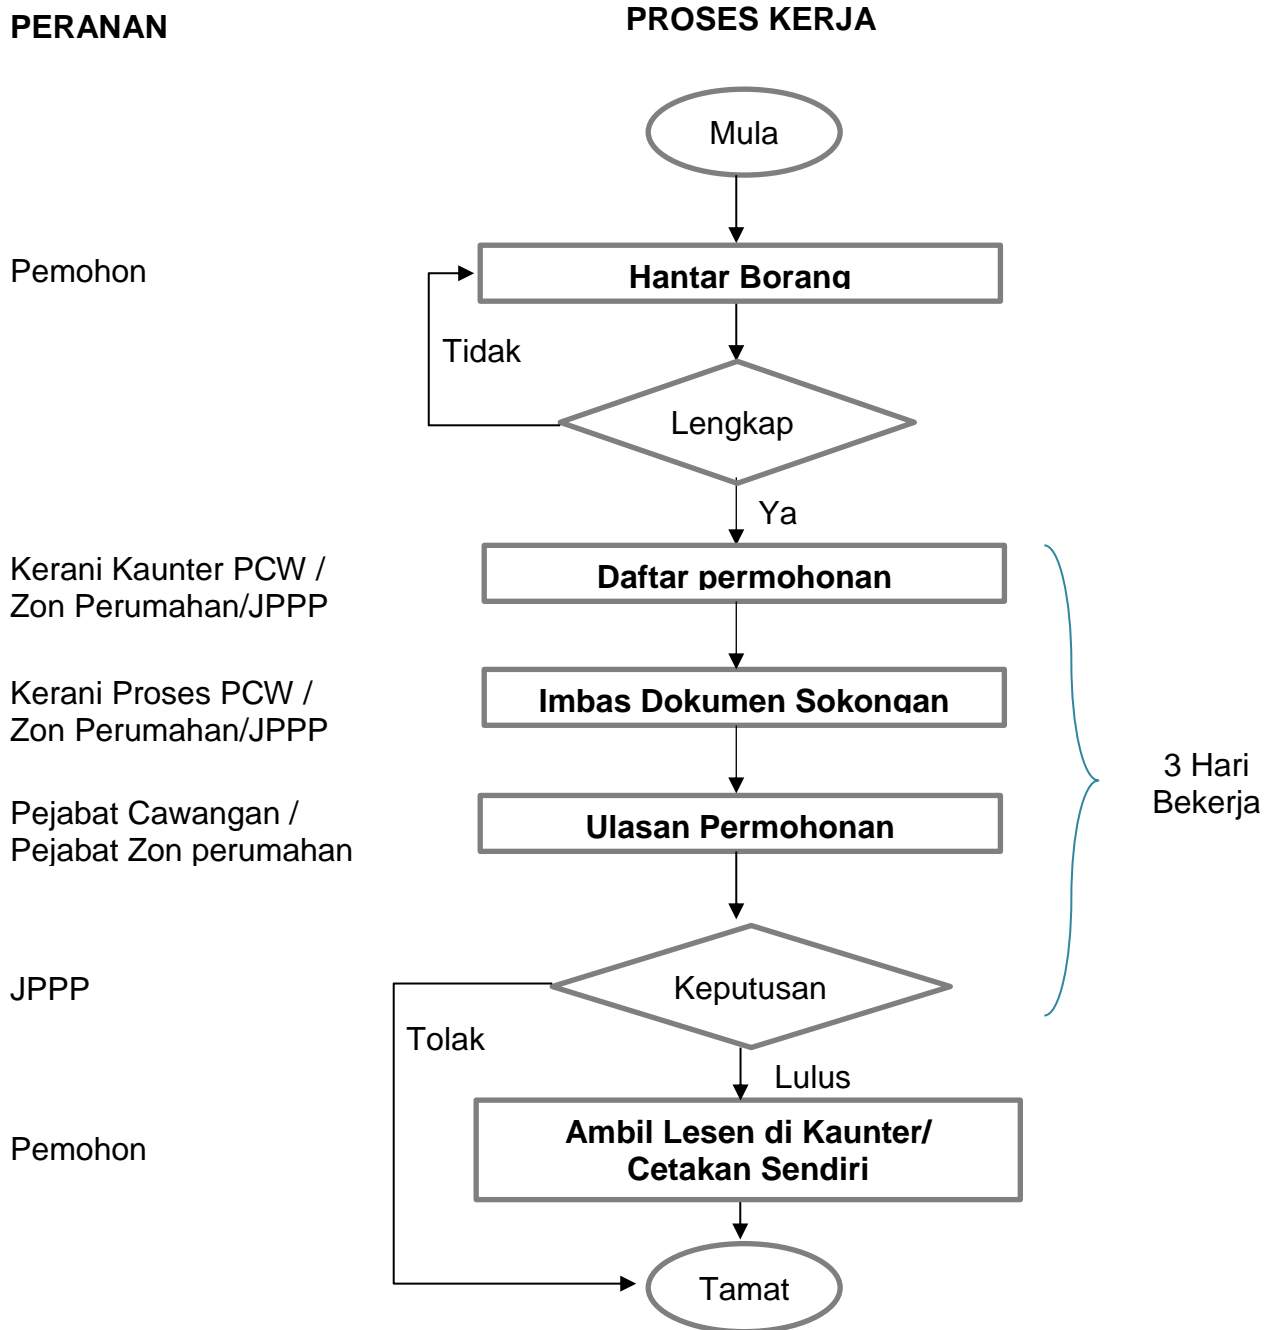 PERANAN
PROSES KERJA
Mula
Pemohon
Hantar Borang
Tidak
Lengkap
Ya
Kerani Kaunter PCW /
Zon Perumahan/JPPP
Daftar permohonan
Kerani Proses PCW /
Zon Perumahan/JPPP
Imbas Dokumen Sokongan
3 Hari
Bekerja
Pejabat Cawangan /
Pejabat Zon perumahan
Ulasan Permohonan
JPPP
Keputusan
Tolak
Lulus
Pemohon
Ambil Lesen di Kaunter/
Cetakan Sendiri
Tamat